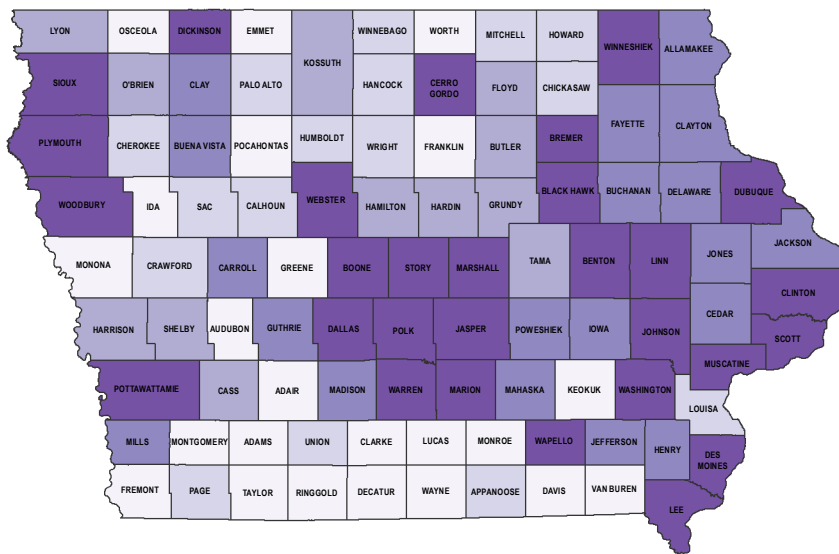 LYON
OSCEOLA
DICKINSON
EMMET
WINNEBAGO
WORTH
MITCHELL
HOWARD
WINNESHIEK
ALLAMAKEE
KOSSUTH
SIOUX
O'BRIEN
CLAY
PALO ALTO
HANCOCK
CERRO
GORDO
FLOYD
CHICKASAW
FAYETTE
CLAYTON
PLYMOUTH
CHEROKEE
BUENA VISTA
POCAHONTAS
HUMBOLDT
WRIGHT
FRANKLIN
BUTLER
BREMER
WOODBURY
IDA
SAC
CALHOUN
WEBSTER
HAMILTON
HARDIN
GRUNDY
BLACK HAWK
BUCHANAN
DELAWARE
DUBUQUE
MONONA
CRAWFORD
CARROLL
GREENE
BOONE
STORY
MARSHALL
TAMA
BENTON
LINN
JONES
JACKSON
CLINTON
HARRISON
SHELBY
AUDUBON
GUTHRIE
DALLAS
POLK
JASPER
POWESHIEK
IOWA
JOHNSON
CEDAR
SCOTT
MUSCATINE
POTTAWATTAMIE
CASS
ADAIR
MADISON
WARREN
MARION
MAHASKA
KEOKUK
WASHINGTON
LOUISA
MILLS
MONTGOMERY
ADAMS
UNION
CLARKE
LUCAS
MONROE
WAPELLO
JEFFERSON
HENRY
DES
MOINES
FREMONT
PAGE
TAYLOR
RINGGOLD
DECATUR
WAYNE
APPANOOSE
DAVIS
VAN BUREN
LEE